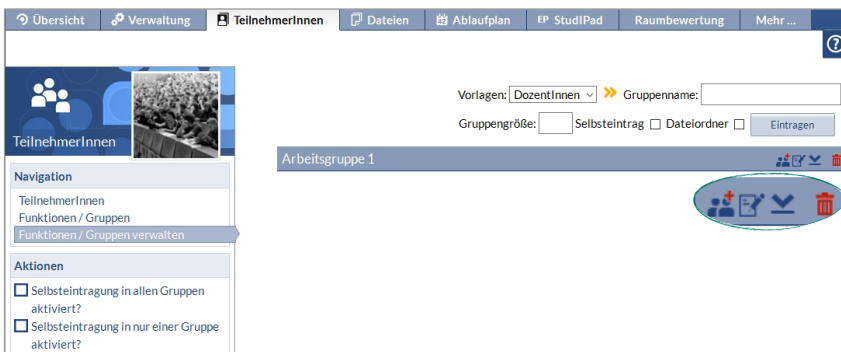 Übersicht Verwaltung TeilnehmerInnen Dateien Ablaufplan EP StudIPad Raumbewertung Mehr ...
?
Vorlagen: DozentInnen Gruppenname:
Gruppengröße: Selbsteintrag Dateiordner Eintragen
TeilnehmerInnen
Arbeitsgruppe 1
Navigation
TeilnehmerInnen
Funktionen / Gruppen
Funktionen / Gruppen verwalten
Aktionen
Selbsteintragung in allen Gruppen
aktiviert?
Selbsteintragung in nur einer Gruppe
aktiviert?